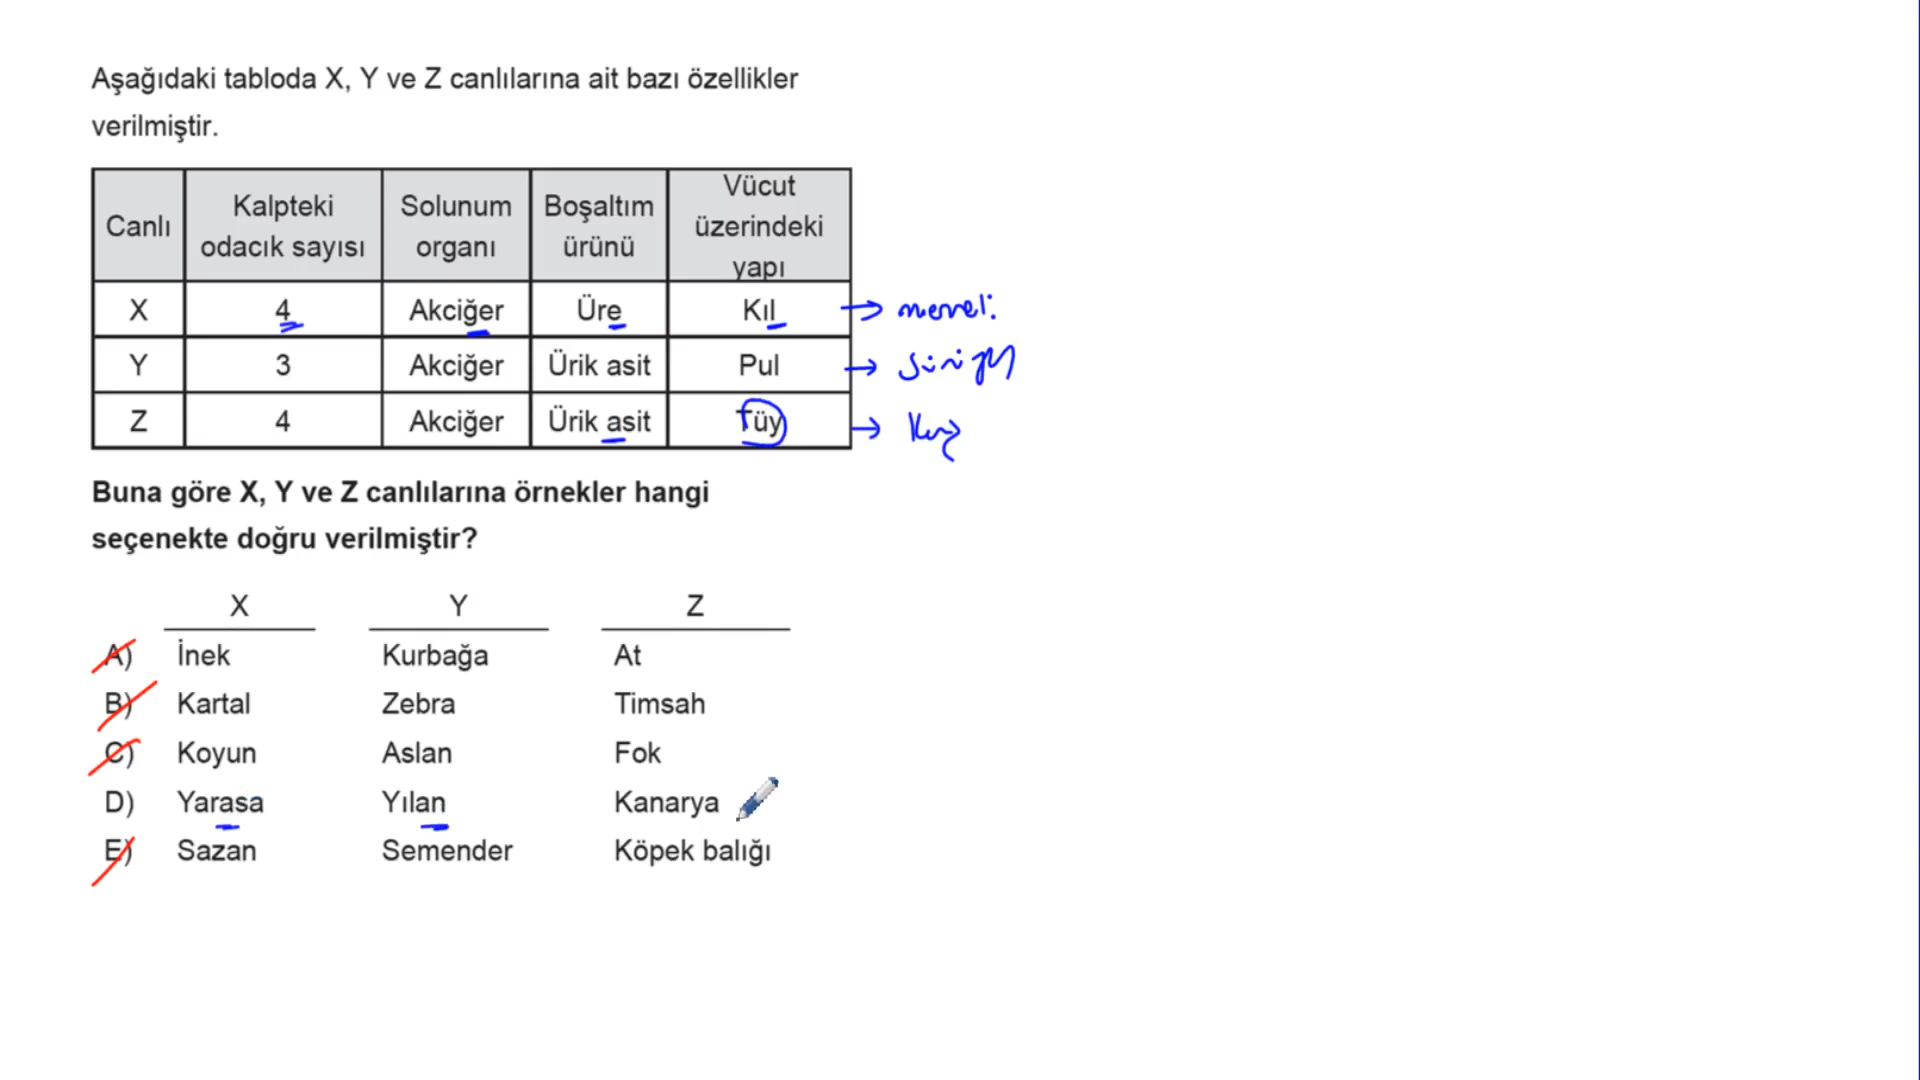 Aşağıdaki tabloda X, Y ve Z canlılarına ait bazı özellikler
verilmiştir.
Canlı Kalpteki odacık sayısı Solunum organı Boşaltım ürünü Vücut üzerindeki yapı
X 4 Akciğer Üre Kıl → memeli
Y 3 Akciğer Ürik asit Pul → sürüngen
Z 4 Akciğer Ürik asit Tüy → Kuş
Buna göre X, Y ve Z canlılarına örnekler hangi
seçenekte doğru verilmiştir?
X Y Z
A) İnek Kurbağa At
B) Kartal Zebra Timsah
C) Koyun Aslan Fok
D) Yarasa Yılan Kanarya
E) Sazan Semender Köpek balığı